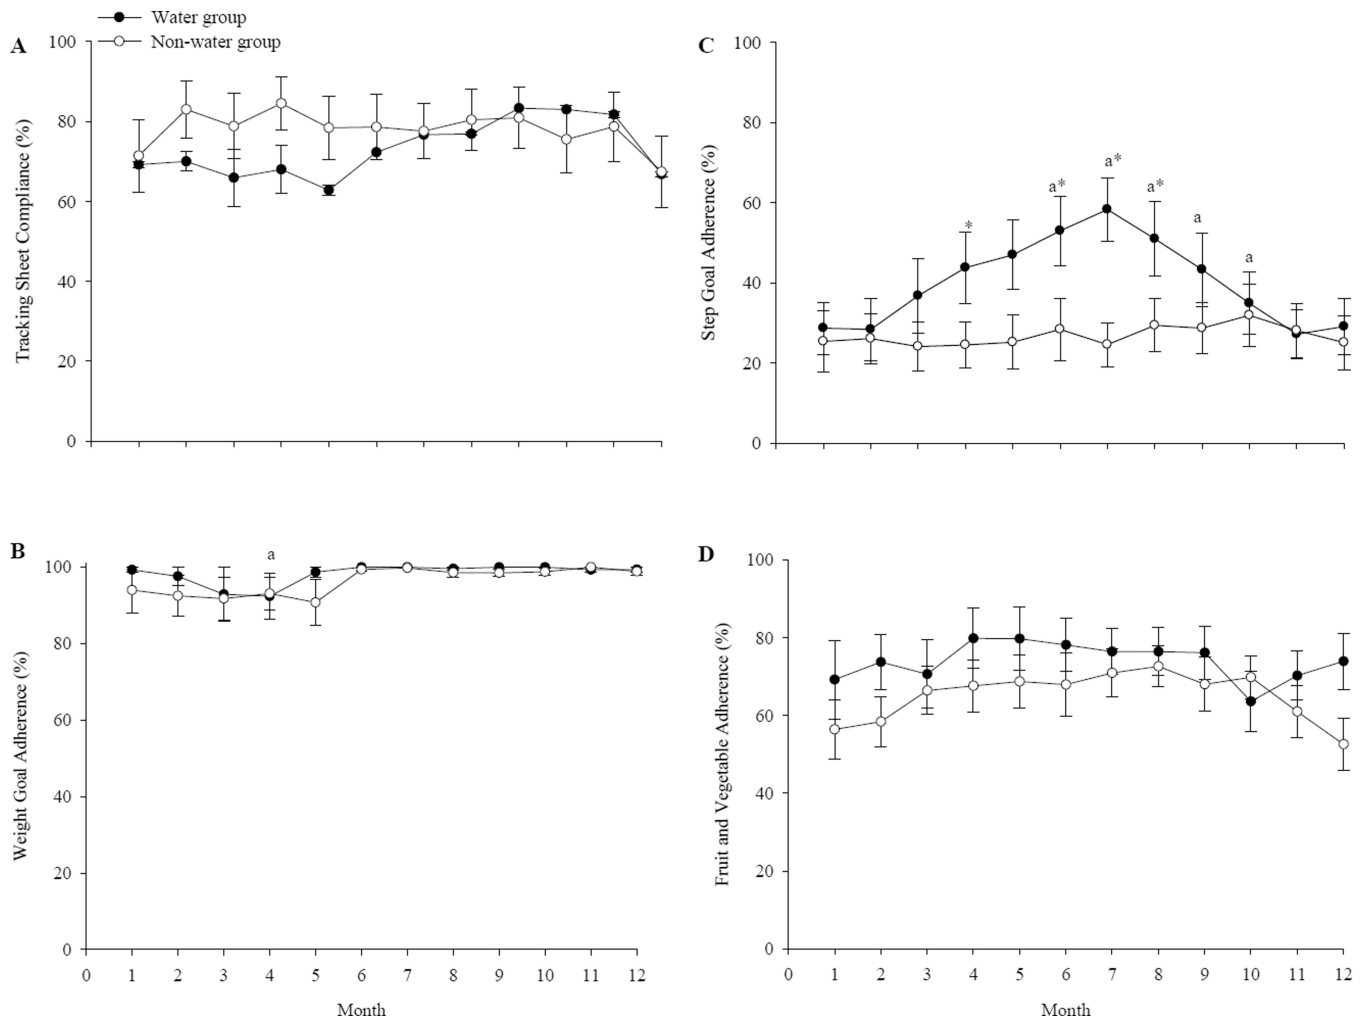 Water group
Non-water group
A
100
80
60
40
20
0
Tracking Sheet Compliance (%)
C
100
80
60
40
20
0
Step Goal Adherence (%)
*
a*
a*
a*
a
a
B
a
100
80
60
40
20
0
Weight Goal Adherence (%)
0 1 2 3 4 5 6 7 8 9 10 11 12
Month
D
100
80
60
40
20
0
Fruit and Vegetable Adherence (%)
0 1 2 3 4 5 6 7 8 9 10 11 12
Month